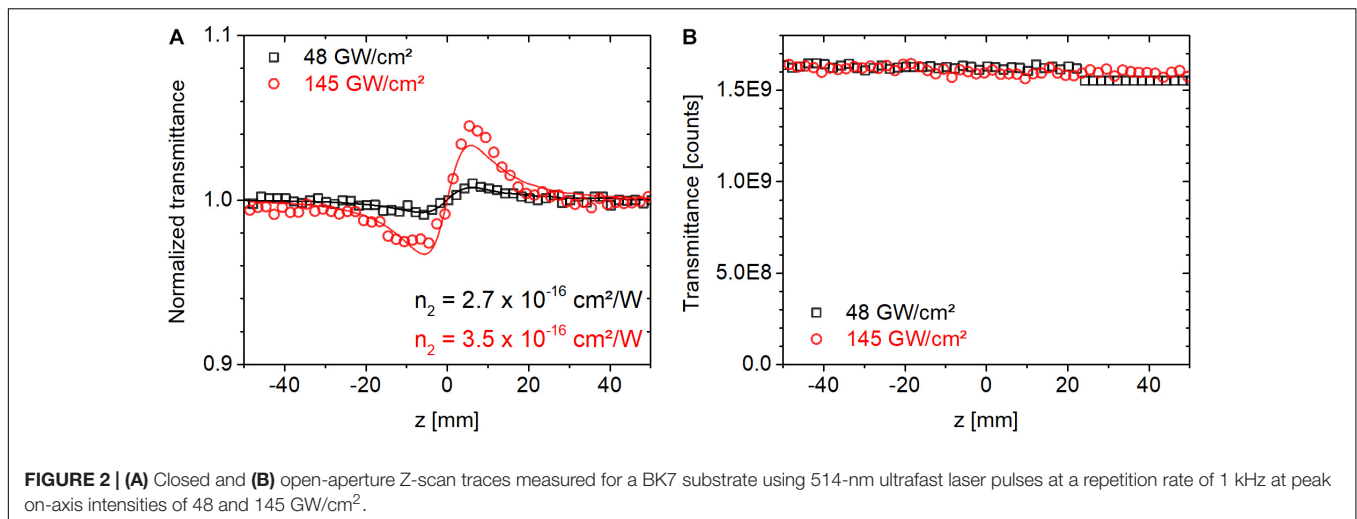 A
48 GW/cm²
145 GW/cm²
Normalized transmittance
1.1
1.0
0.9
n₂ = 2.7 x 10⁻¹⁶ cm²/W
n₂ = 3.5 x 10⁻¹⁶ cm²/W
-40 -20 0 20 40
z [mm]
B
Transmittance [counts]
1.5E9
1.0E9
5.0E8
0.0
48 GW/cm²
145 GW/cm²
-40 -20 0 20 40
z [mm]
FIGURE 2 | (A) Closed and (B) open-aperture Z-scan traces measured for a BK7 substrate using 514-nm ultrafast laser pulses at a repetition rate of 1 kHz at peak
on-axis intensities of 48 and 145 GW/cm².